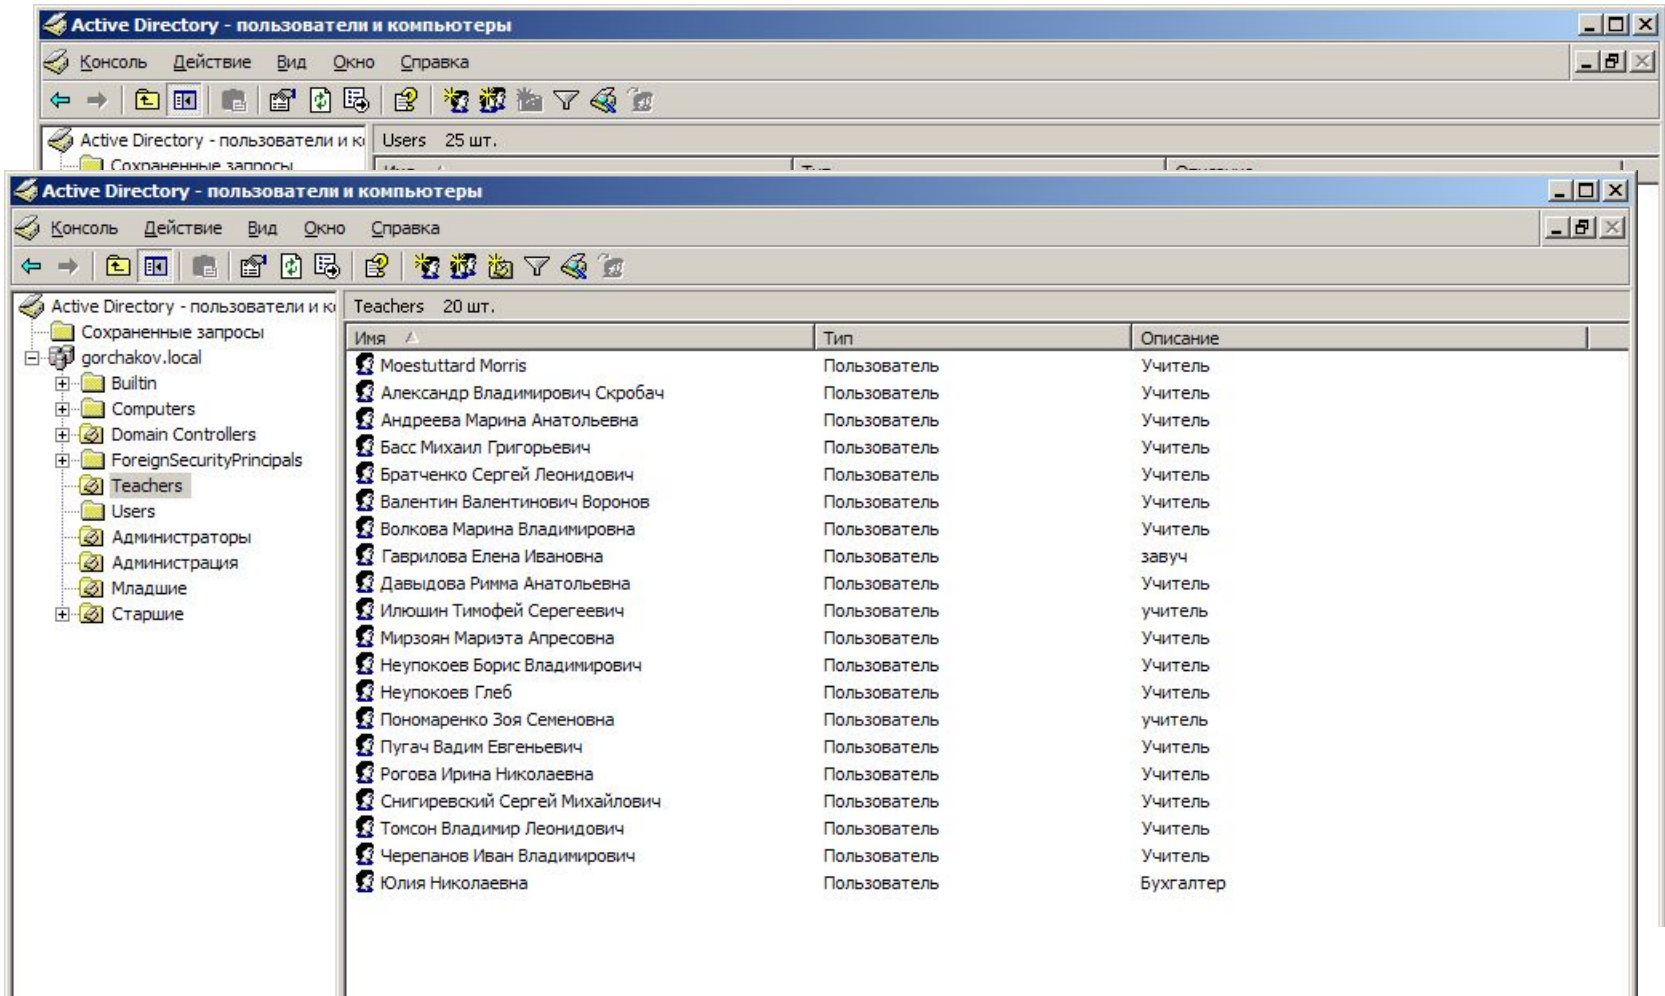 Active Directory - пользователи и компьютеры
Консоль Действие Вид Окно Справка
Active Directory - пользователи и к
Users 25 шт.
Сохраненные запросы
Имя Тип Описание
Active Directory - пользователи и компьютеры
Консоль Действие Вид Окно Справка
Active Directory - пользователи и к
Сохраненные запросы
gorchakov.local
Builtin
Computers
Domain Controllers
ForeignSecurityPrincipals
Teachers
Users
Администраторы
Администрация
Младшие
Старшие
Teachers 20 шт.
Имя Тип Описание
Moestuttard Morris Пользователь Учитель
Александр Владимирович Скробач Пользователь Учитель
Андреева Марина Анатольевна Пользователь Учитель
Басс Михаил Григорьевич Пользователь Учитель
Братченко Сергей Леонидович Пользователь Учитель
Валентин Валентинович Воронов Пользователь Учитель
Волкова Марина Владимировна Пользователь Учитель
Гаврилова Елена Ивановна Пользователь завуч
Давыдова Римма Анатольевна Пользователь Учитель
Илюшин Тимофей Серегеевич Пользователь учитель
Мирзоян Мариэта Апресовна Пользователь Учитель
Неупокоев Борис Владимирович Пользователь Учитель
Неупокоев Глеб Пользователь Учитель
Пономаренко Зоя Семеновна Пользователь учитель
Пугач Вадим Евгеньевич Пользователь Учитель
Рогова Ирина Николаевна Пользователь Учитель
Снигиревский Сергей Михайлович Пользователь Учитель
Томсон Владимир Леонидович Пользователь Учитель
Черепанов Иван Владимирович Пользователь Учитель
Юлия Николаевна Пользователь Бухгалтер